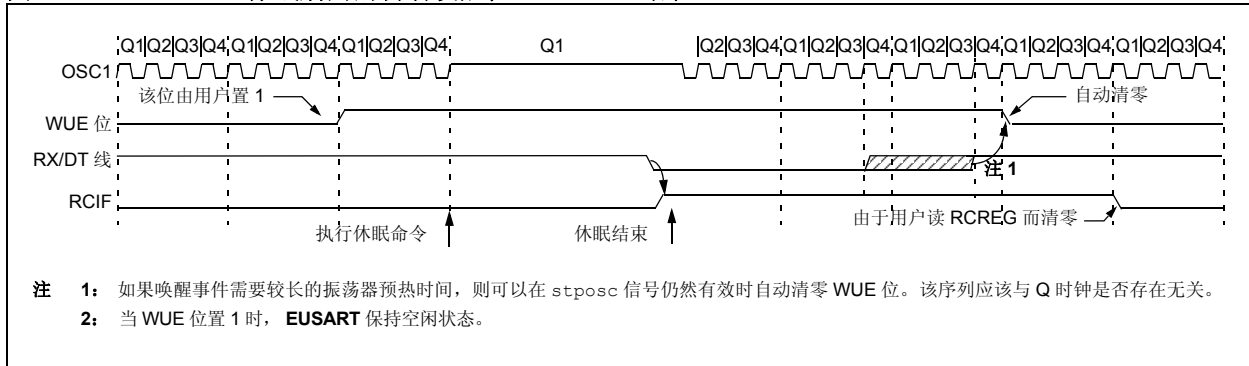 Q1|Q2|Q3|Q4|Q1|Q2|Q3|Q4|Q1|Q2|Q3|Q4 Q1 |Q2|Q3|Q4|Q1|Q2|Q3|Q4|Q1|Q2|Q3|Q4|Q1|Q2|Q3|Q4|Q1|Q2|Q3|Q4
OSC1
该位由用户置 1 自动清零
WUE 位
RX/DT 线
注 1
RCIF
由于用户读 RCREG 而清零
执行休眠命令 休眠结束
注 1: 如果唤醒事件需要较长的振荡器预热时间，则可以在 stposc 信号仍然有效时自动清零 WUE 位。该序列应该与 Q 时钟是否存在无关。
2: 当 WUE 位置 1 时， EUSART 保持空闲状态。